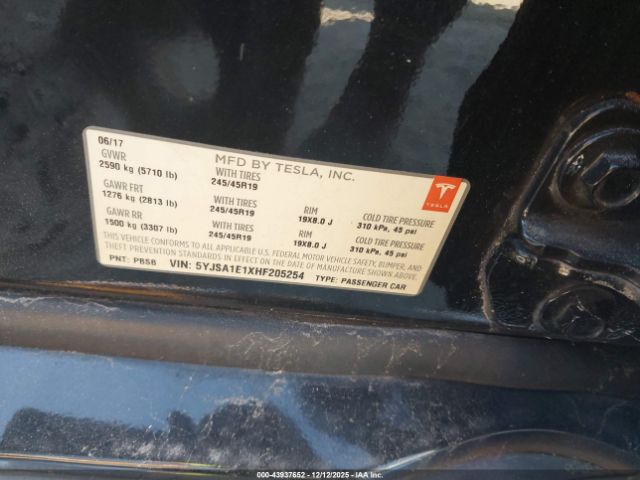 06/17
MFD BY TESLA, INC.
GVWR
2590 kg (5710 lb)
WITH TIRES
245/45R19
GAWR FRT
1276 kg (2813 lb)
WITH TIRES
245/45R19
RIM
19X8.0 J
COLD TIRE PRESSURE
310 kPa, 45 psi
GAWR RR
1500 kg (3307 lb)
WITH TIRES
245/45R19
RIM
19X8.0 J
COLD TIRE PRESSURE
310 kPa, 45 psi
TESLA
THIS VEHICLE CONFORMS TO ALL APPLICABLE U.S. FEDERAL MOTOR VEHICLE SAFETY, BUMPER, AND
THEFT PREVENTION STANDARDS IN EFFECT ON THE DATE OF MANUFACTURE SHOWN ABOVE.
PNT: PBSB VIN: 5YJSA1E1XHF205254 TYPE: PASSENGER CAR
© IAA-43937652 - 12/12/2025 - IAAI.COM